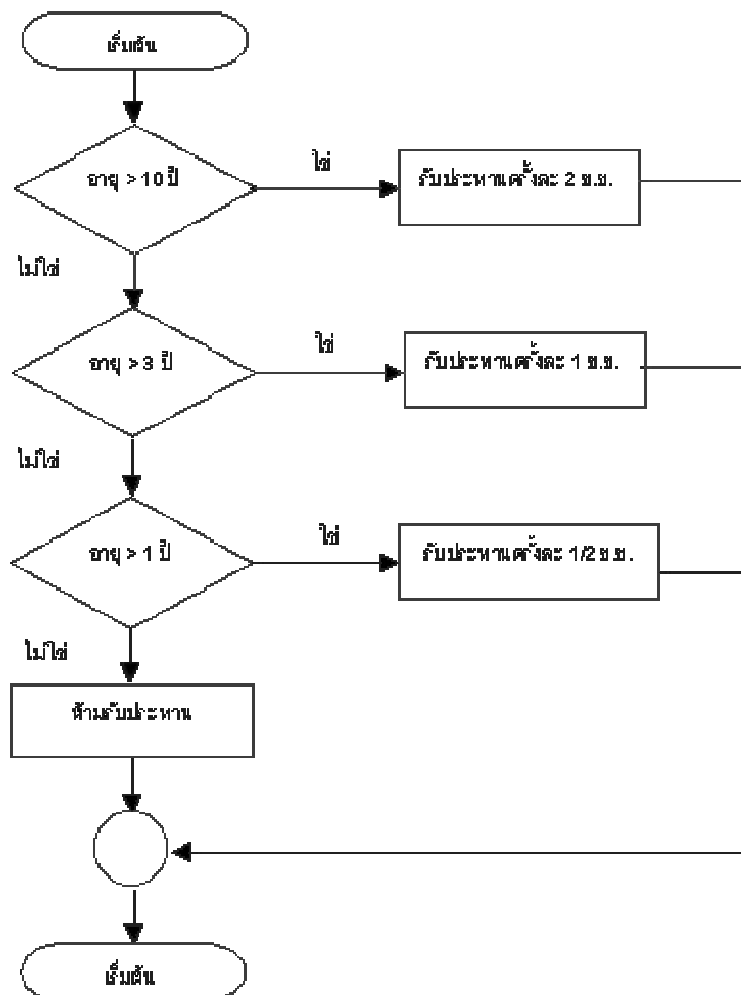 เริ่มต้น
อายุ > 10 ปี
ใช่
รับประทานครั้งละ 2 ช.ช.
ไม่ใช่
อายุ > 3 ปี
ใช่
รับประทานครั้งละ 1 ช.ช.
ไม่ใช่
อายุ > 1 ปี
ใช่
รับประทานครั้งละ 1/2 ช.ช.
ไม่ใช่
ห้ามรับประทาน
เริ่มต้น